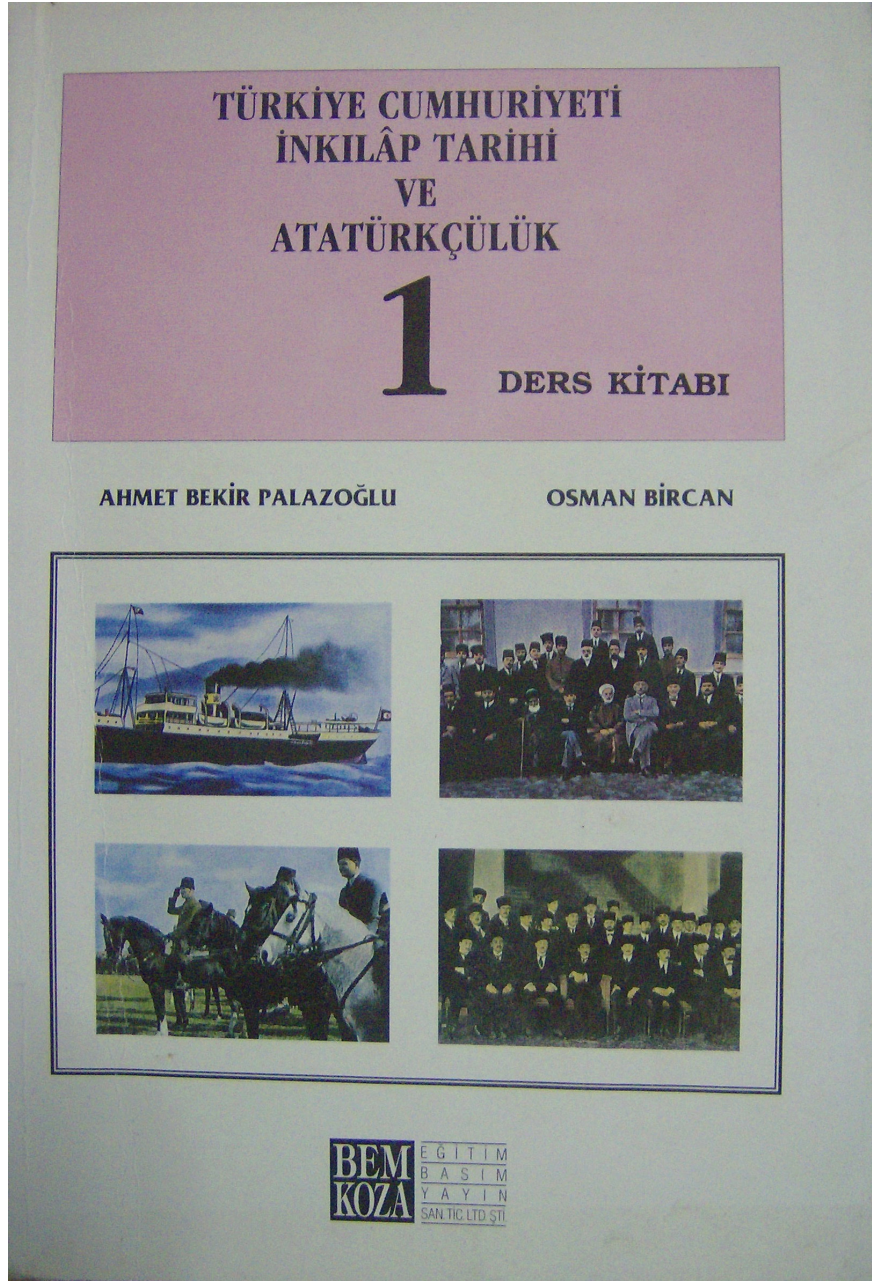 TÜRKİYE CUMHURİYETİ
İNKILÂP TARİHİ
VE
ATATÜRKÇÜLÜK
1 DERS KİTABI
AHMET BEKİR PALAZOĞLU
OSMAN BİRCAN
BEM
KOZA
EĞİTİM
BASIM
YAYIN
SAN. TİC. LTD ŞTİ.